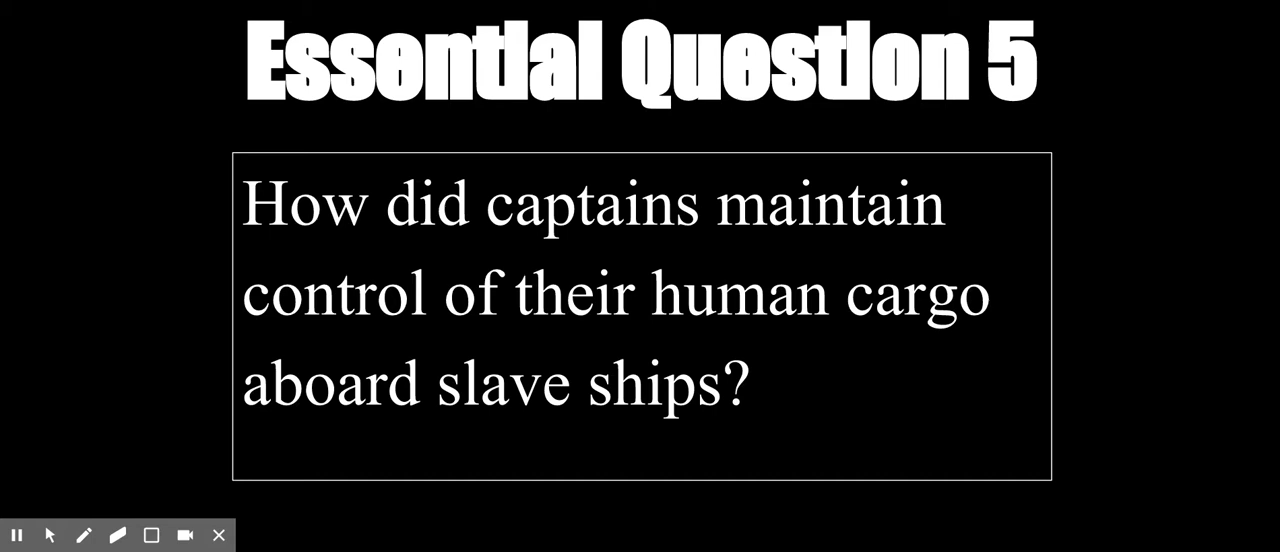 Essential Question 5
How did captains maintain
control of their human cargo
aboard slave ships?